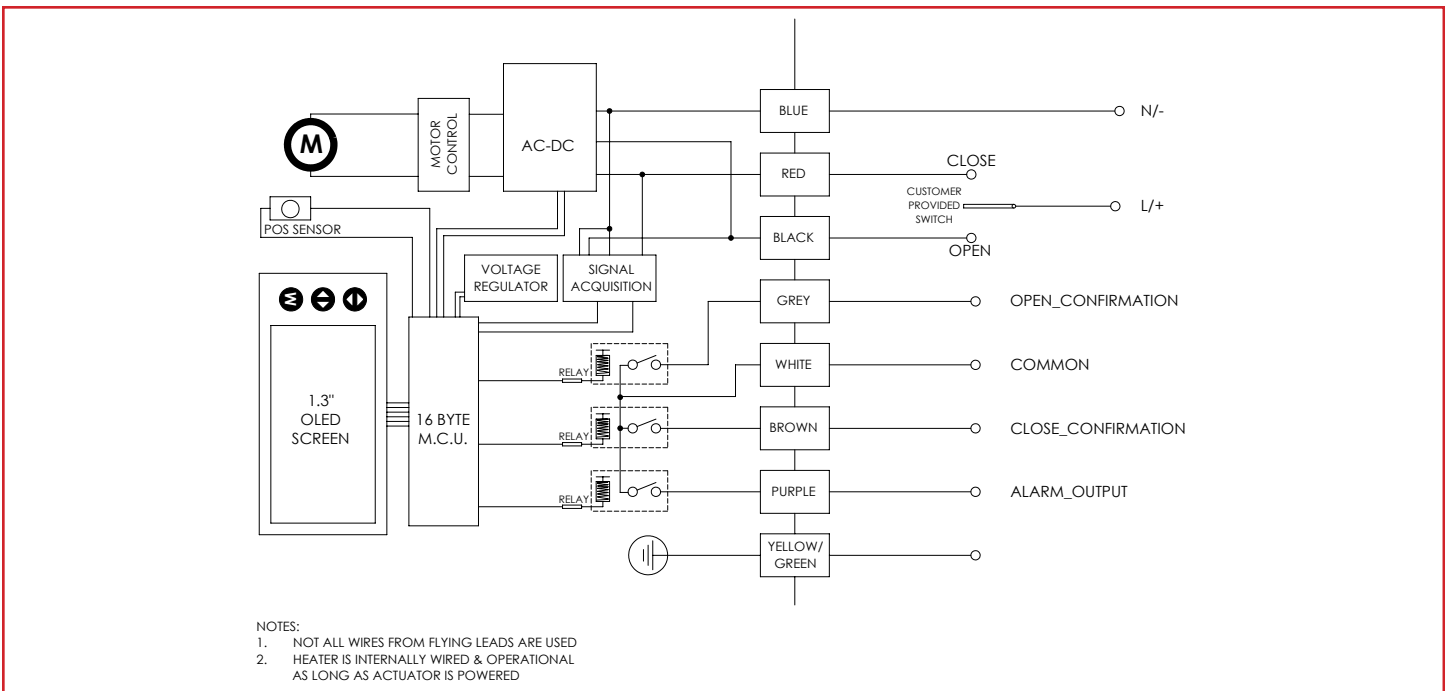 BLUE
N/-
M
MOTOR
CONTROL
AC-DC
RED
CLOSE
CUSTOMER
PROVIDED
SWITCH
L/+
POS SENSOR
BLACK
OPEN
VOLTAGE
REGULATOR
SIGNAL
ACQUISITION
M
GREY
OPEN_CONFIRMATION
RELAY
WHITE
COMMON
1.3"
OLED
SCREEN
16 BYTE
M.C.U.
RELAY
BROWN
CLOSE_CONFIRMATION
RELAY
PURPLE
ALARM_OUTPUT
YELLOW/
GREEN
NOTES:
1. NOT ALL WIRES FROM FLYING LEADS ARE USED
2. HEATER IS INTERNALLY WIRED & OPERATIONAL
AS LONG AS ACTUATOR IS POWERED